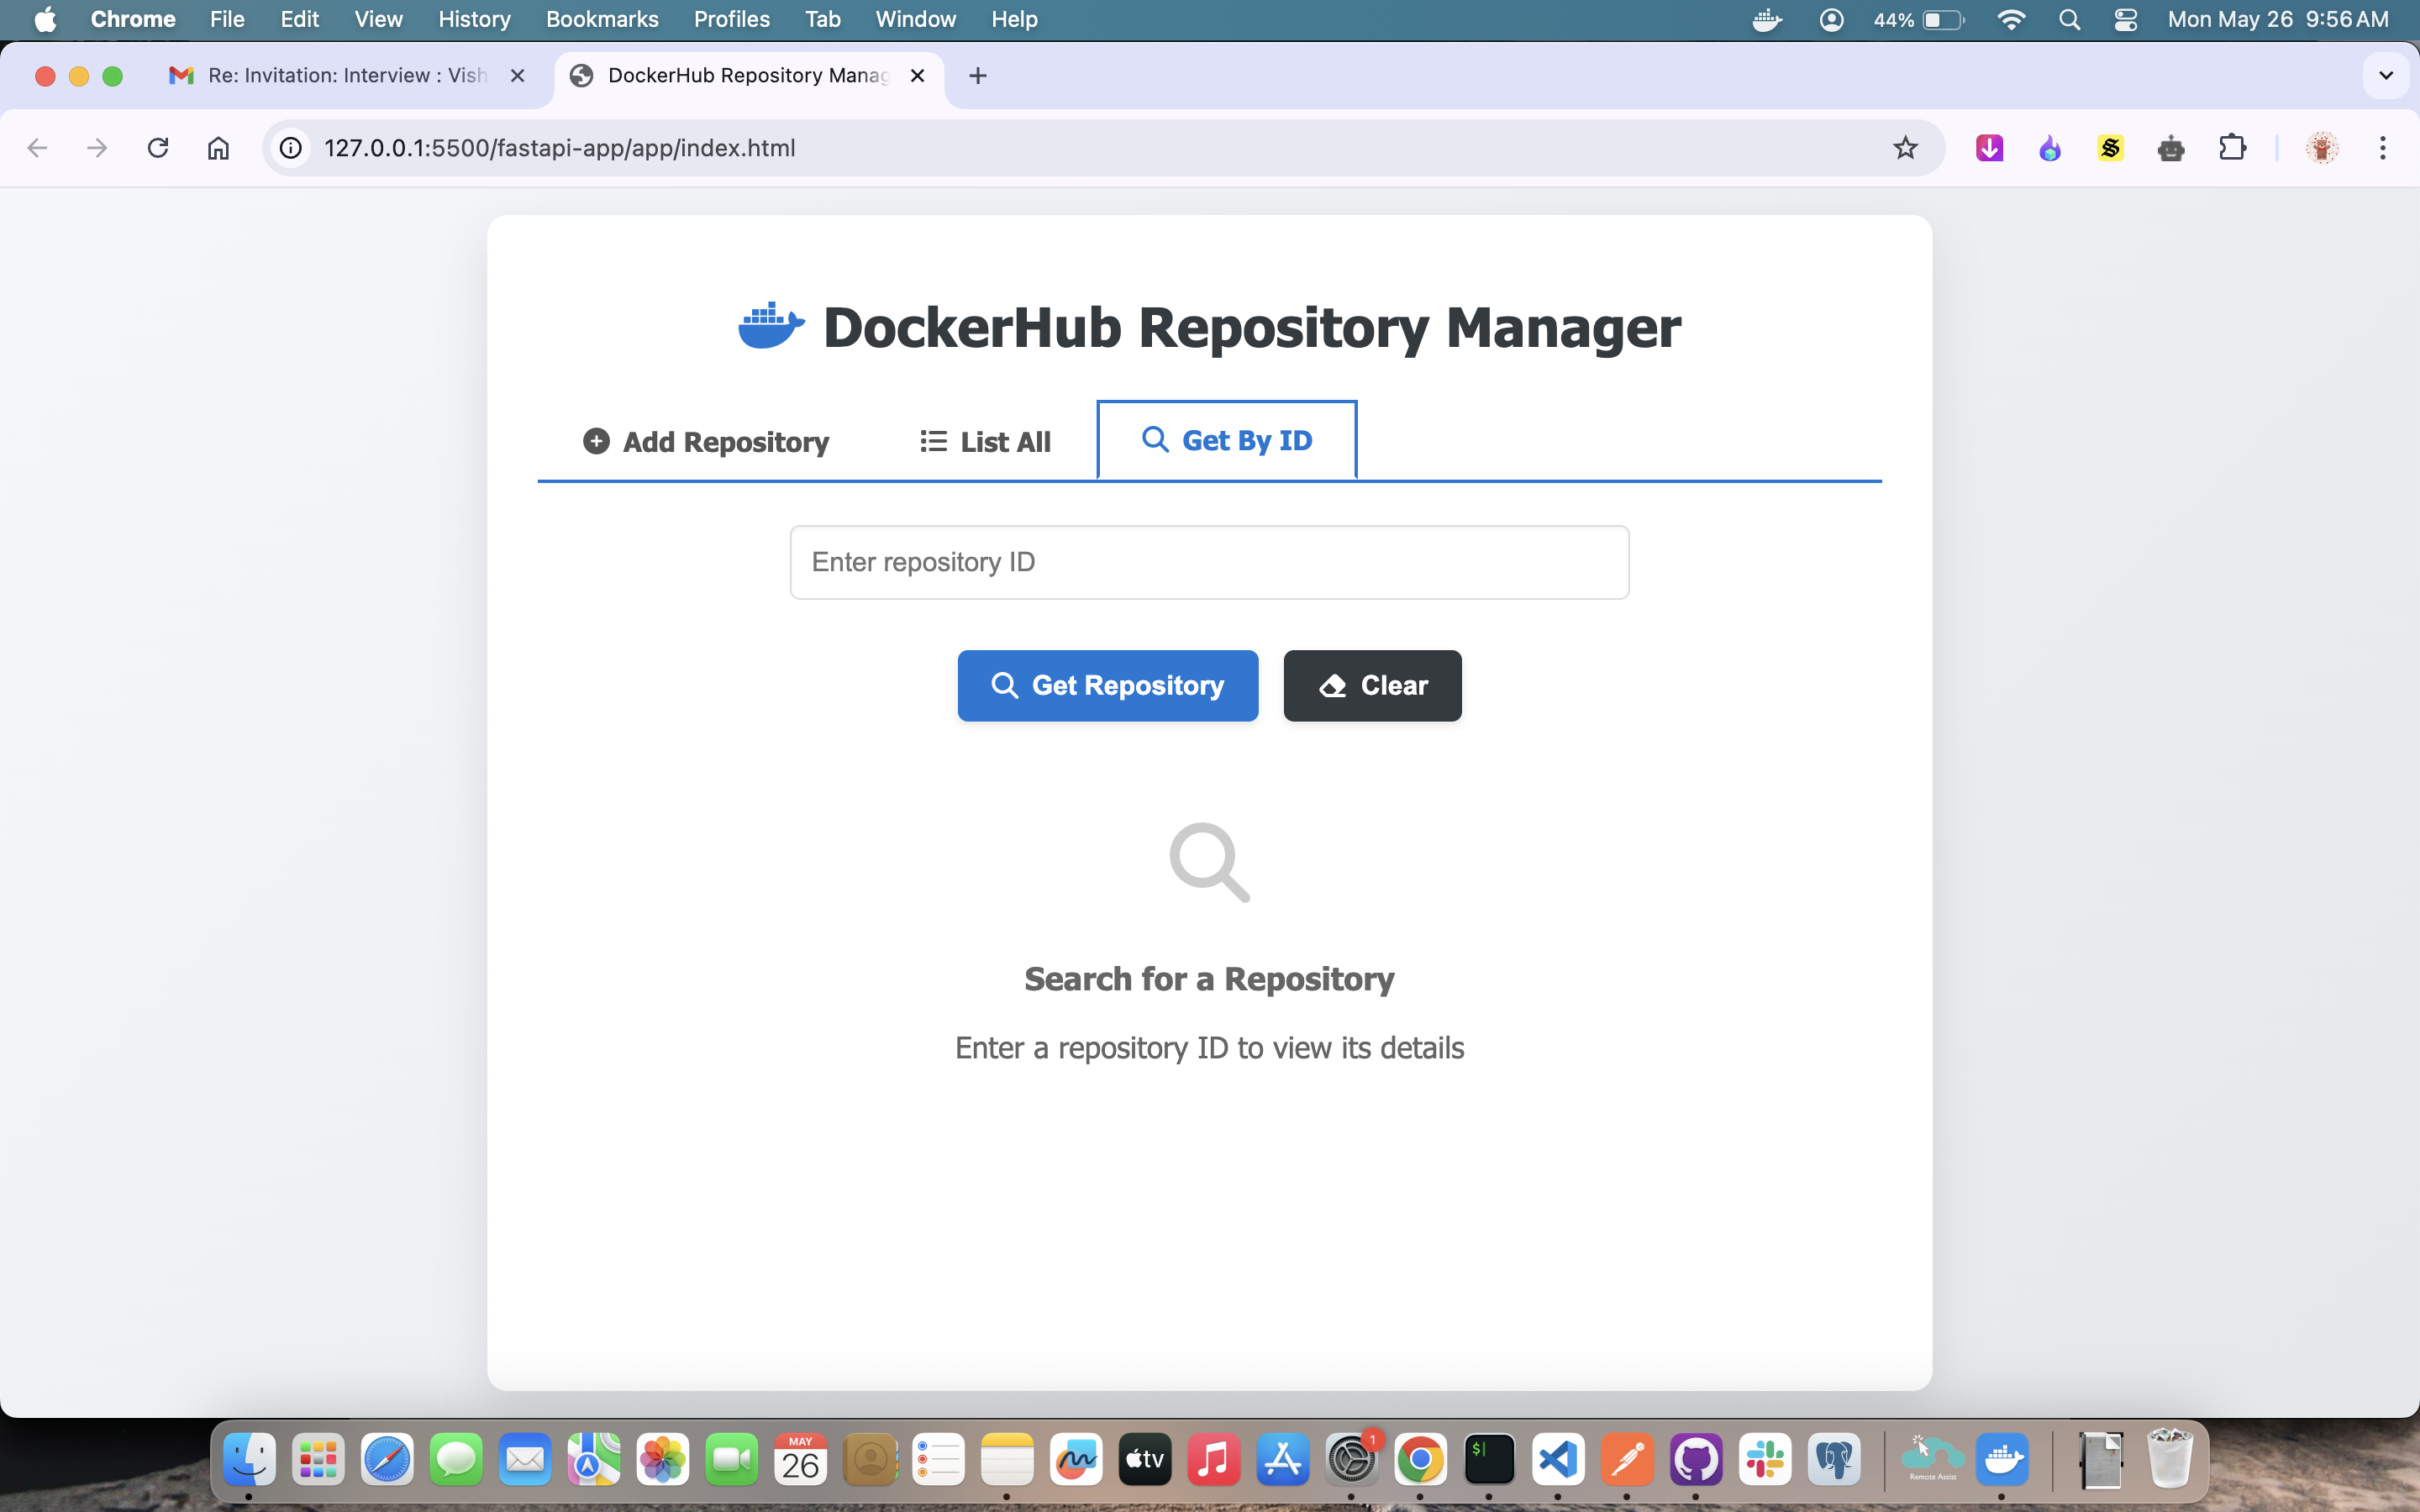 Chrome File Edit View History Bookmarks Profiles Tab Window Help 44% Mon May 26 9:56 AM
Re: Invitation: Interview : Vish
DockerHub Repository Manag
127.0.0.1:5500/fastapi-app/app/index.html
DockerHub Repository Manager
Add Repository
List All
Get By ID
Enter repository ID
Get Repository
Clear
Search for a Repository
Enter a repository ID to view its details
MAY
26
tv
1
$
Remote Assist